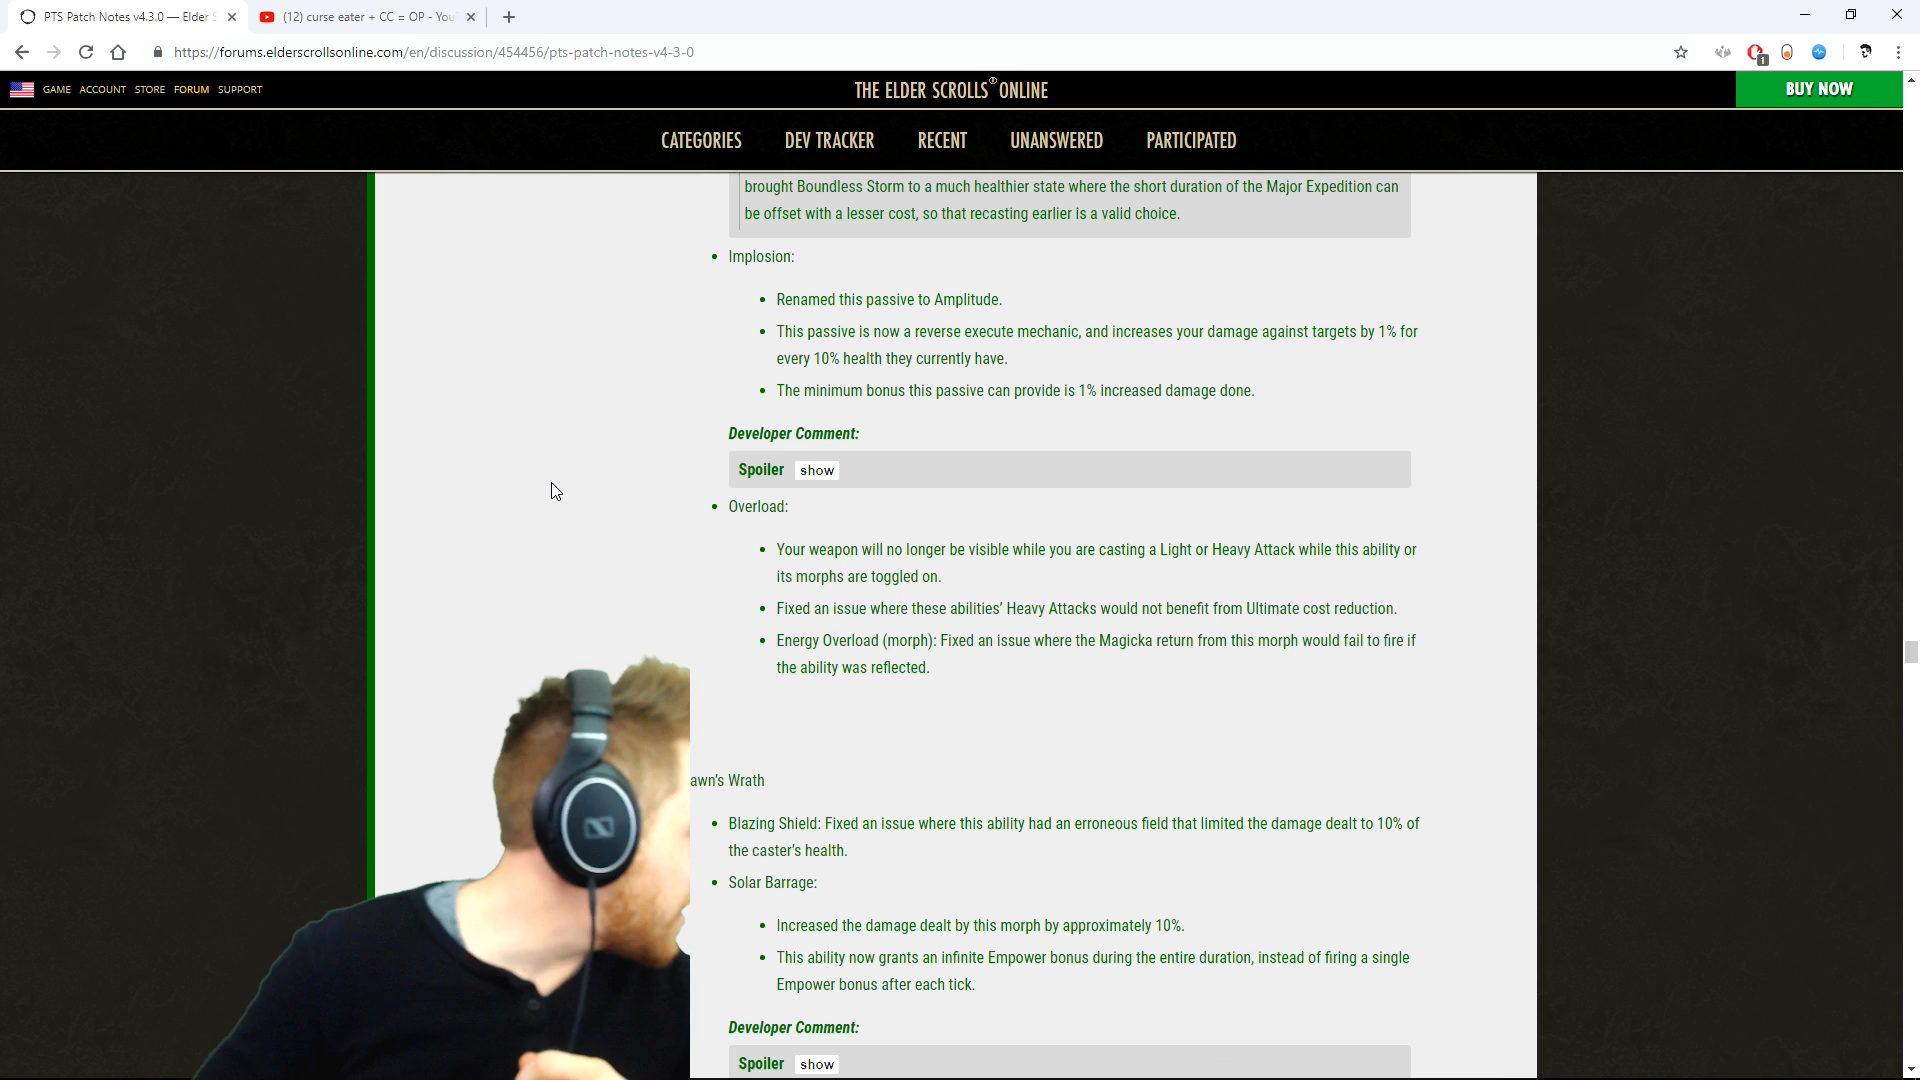 PTS Patch Notes v4.3.0 — Elder S
(12) curse eater + CC = OP - You
https://forums.elderscrollsonline.com/en/discussion/454456/pts-patch-notes-v4-3-0
1
GAME ACCOUNT STORE FORUM SUPPORT
THE ELDER SCROLLS ONLINE
BUY NOW
CATEGORIES DEV TRACKER RECENT UNANSWERED PARTICIPATED
brought Boundless Storm to a much healthier state where the short duration of the Major Expedition can
be offset with a lesser cost, so that recasting earlier is a valid choice.
• Implosion:
• Renamed this passive to Amplitude.
• This passive is now a reverse execute mechanic, and increases your damage against targets by 1% for
every 10% health they currently have.
• The minimum bonus this passive can provide is 1% increased damage done.
Developer Comment:
Spoiler show
• Overload:
• Your weapon will no longer be visible while you are casting a Light or Heavy Attack while this ability or
its morphs are toggled on.
• Fixed an issue where these abilities’ Heavy Attacks would not benefit from Ultimate cost reduction.
• Energy Overload (morph): Fixed an issue where the Magicka return from this morph would fail to fire if
the ability was reflected.
awn's Wrath
• Blazing Shield: Fixed an issue where this ability had an erroneous field that limited the damage dealt to 10% of
the caster's health.
• Solar Barrage:
• Increased the damage dealt by this morph by approximately 10%.
• This ability now grants an infinite Empower bonus during the entire duration, instead of firing a single
Empower bonus after each tick.
Developer Comment:
Spoiler show